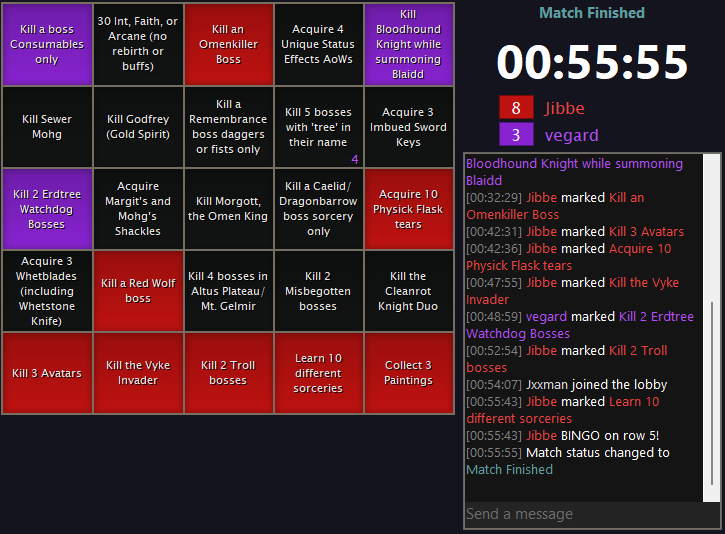 Kill a boss
Consumables
only
30 Int, Faith, or
Arcane (no
rebirth or
buffs)
Kill an
Omenkiller
Boss
Acquire 4
Unique Status
Effects AoWs
Kill
Bloodhound
Knight while
summoning
Blaidd
Kill Sewer
Mohg
Kill Godfrey
(Gold Spirit)
Kill a
Remembrance
boss daggers
or fists only
Kill 5 bosses
with 'tree' in
their name
4
Acquire 3
Imbued Sword
Keys
Kill 2 Erdtree
Watchdog
Bosses
Acquire
Margit's and
Mohg's
Shackles
Kill Morgott,
the Omen King
Kill a Caelid/
Dragonbarrow
boss sorcery
only
Acquire 10
Physick Flask
tears
Acquire 3
Whetblades
(including
Whetstone
Knife)
Kill a Red Wolf
boss
Kill 4 bosses in
Altus Plateau/
Mt. Gelmir
Kill 2
Misbegotten
bosses
Kill the
Cleanrot
Knight Duo
Kill 3 Avatars
Kill the Vyke
Invader
Kill 2 Troll
bosses
Learn 10
different
sorceries
Collect 3
Paintings
Match Finished
00:55:55
8 Jibbe
3 vegard
Bloodhound Knight while summoning
Blaidd
[00:32:29] Jibbe marked Kill an
Omenkiller Boss
[00:42:31] Jibbe marked Kill 3 Avatars
[00:42:36] Jibbe marked Acquire 10
Physick Flask tears
[00:47:55] Jibbe marked Kill the Vyke
Invader
[00:48:59] vegard marked Kill 2 Erdtree
Watchdog Bosses
[00:52:54] Jibbe marked Kill 2 Troll
bosses
[00:54:07] Jxxman joined the lobby
[00:55:43] Jibbe marked Learn 10
different sorceries
[00:55:43] Jibbe BINGO on row 5!
[00:55:55] Match status changed to
Match Finished
Send a message